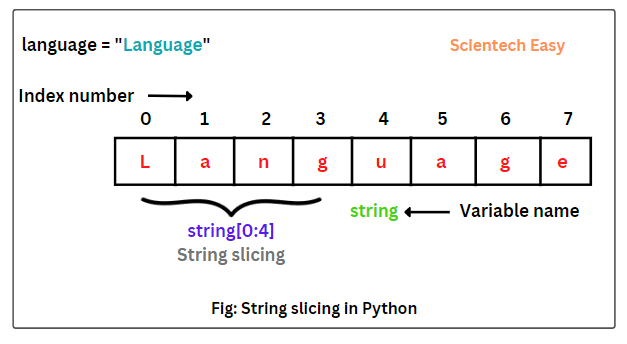 language = "Language"
Scientech Easy
Index number
0 1 2 3 4 5 6 7
L a n g u a g e
string Variable name
string[0:4]
String slicing
Fig: String slicing in Python